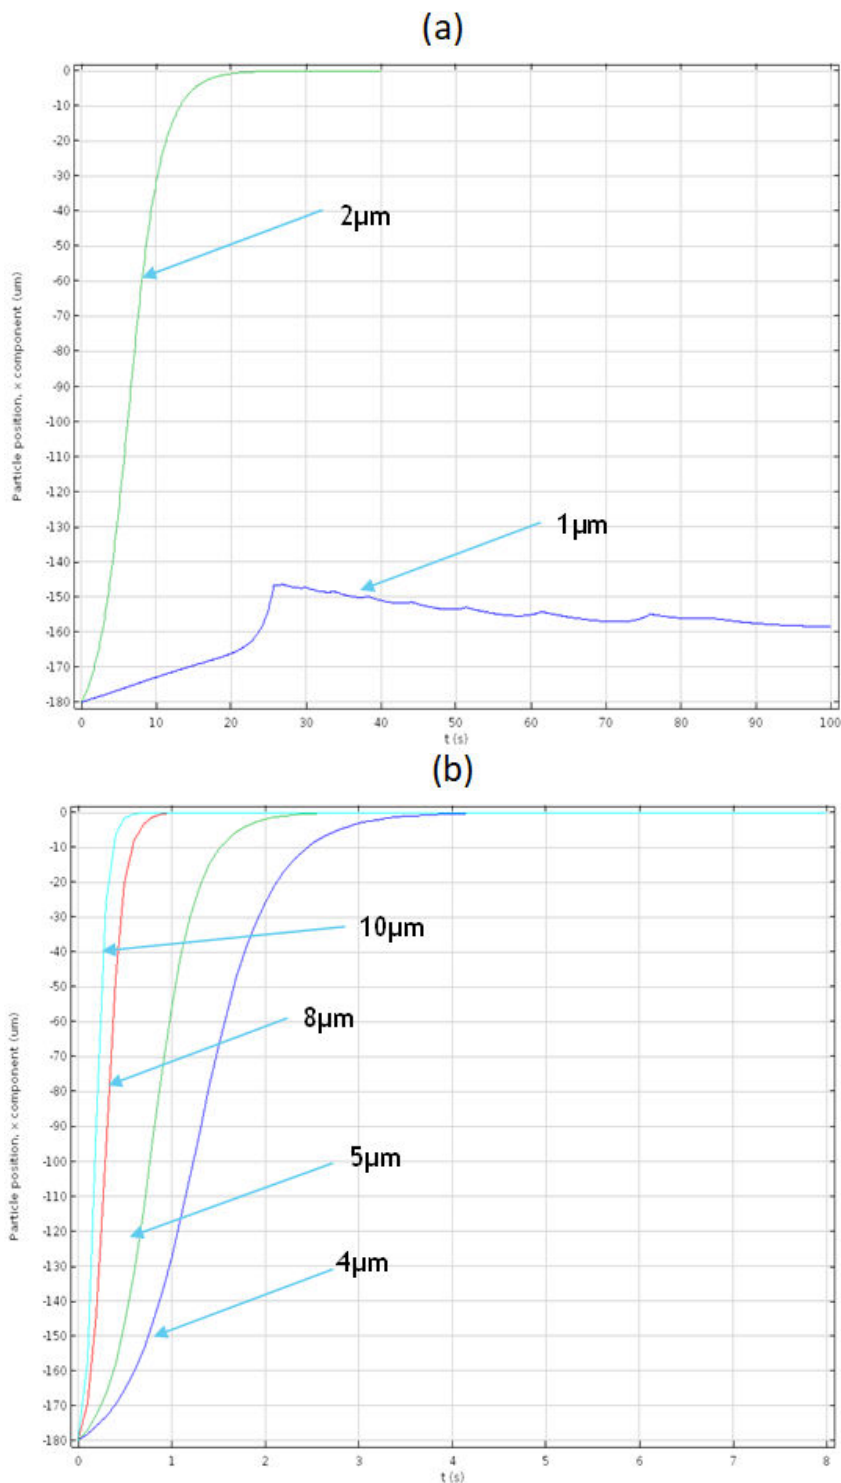 (a)
0
-10
-20
-30
-40
-50
-60
-70
-80
-90
-100
-110
-120
-130
-140
-150
-160
-170
-180
Particle position, x component (um)
2μm
1μm
0 10 20 30 40 50 60 70 80 90 100
t (s)
(b)
0
-10
-20
-30
-40
-50
-60
-70
-80
-90
-100
-110
-120
-130
-140
-150
-160
-170
-180
Particle position, x component (um)
10μm
8μm
5μm
4μm
0 1 2 3 4 5 6 7 8
t (s)